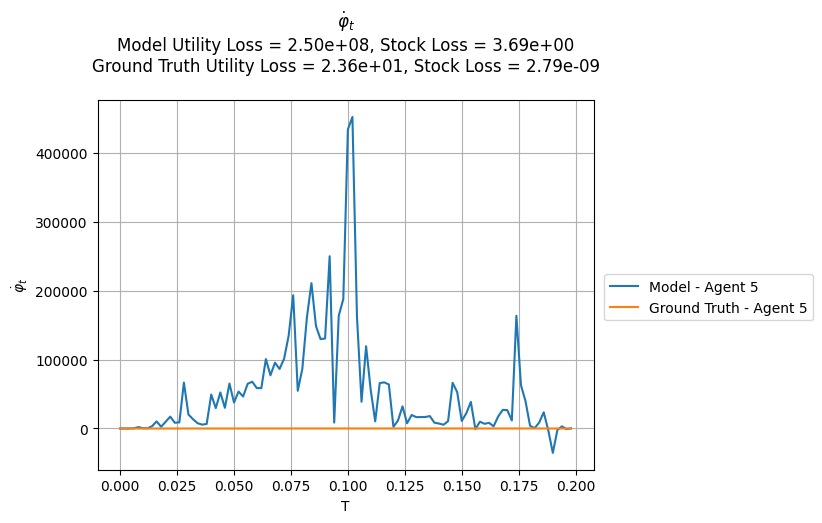 φ̇_t
Model Utility Loss = 2.50e+08, Stock Loss = 3.69e+00
Ground Truth Utility Loss = 2.36e+01, Stock Loss = 2.79e-09
400000
300000
200000
100000
0
φ̇_t
0.000 0.025 0.050 0.075 0.100 0.125 0.150 0.175 0.200
T
Model - Agent 5
Ground Truth - Agent 5